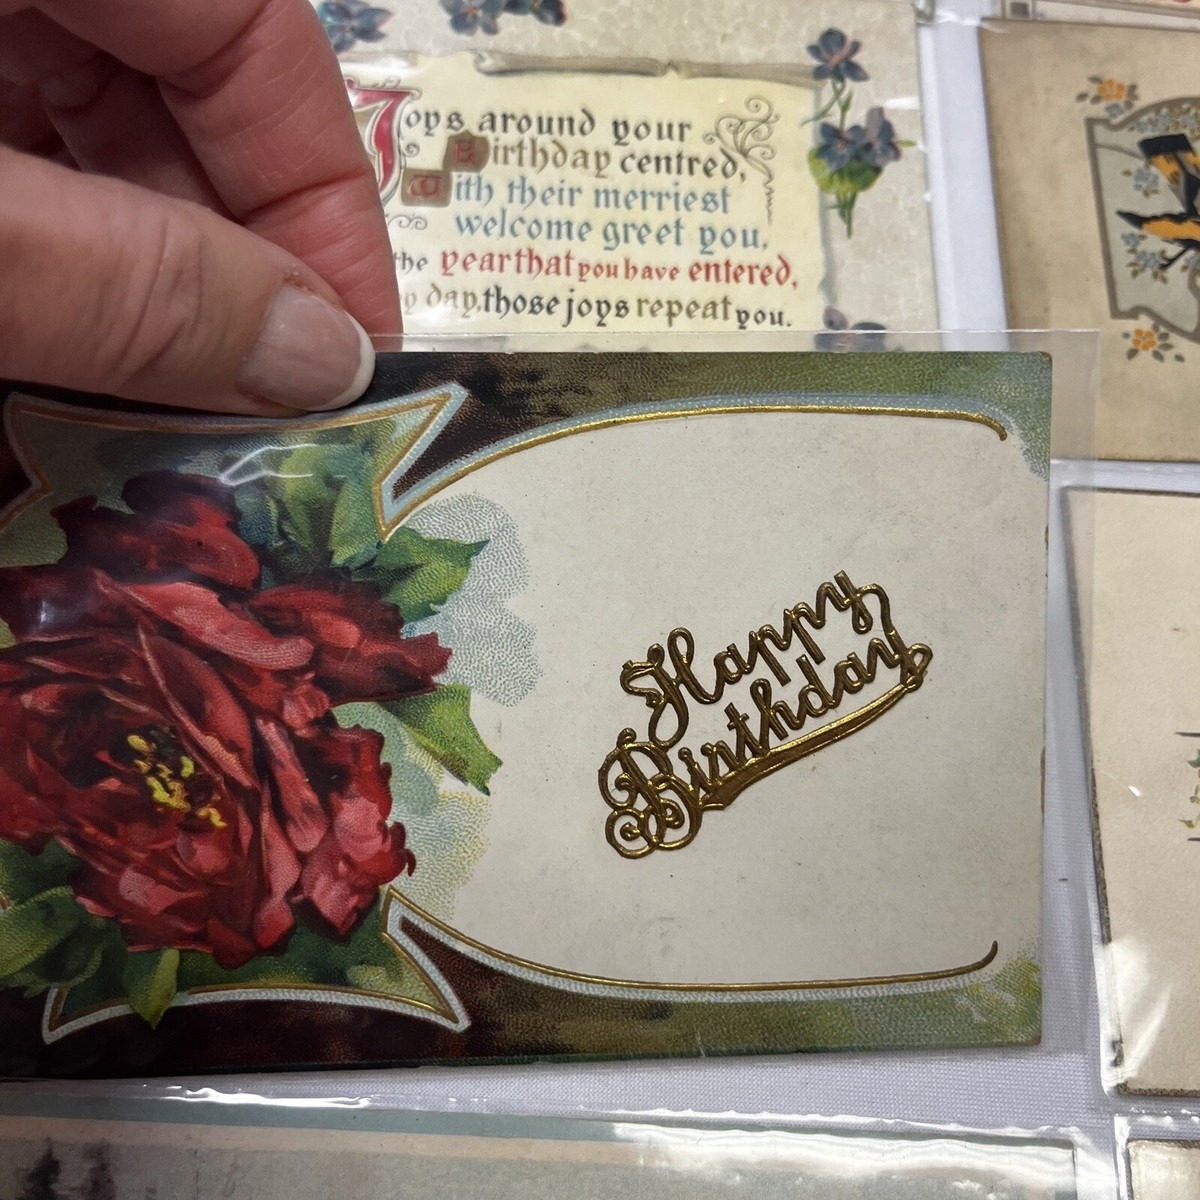 Joys around your
Birthday centred,
With their merriest
welcome greet you,
the year that you have entered,
day, those joys repeat you.
Happy
Birthday